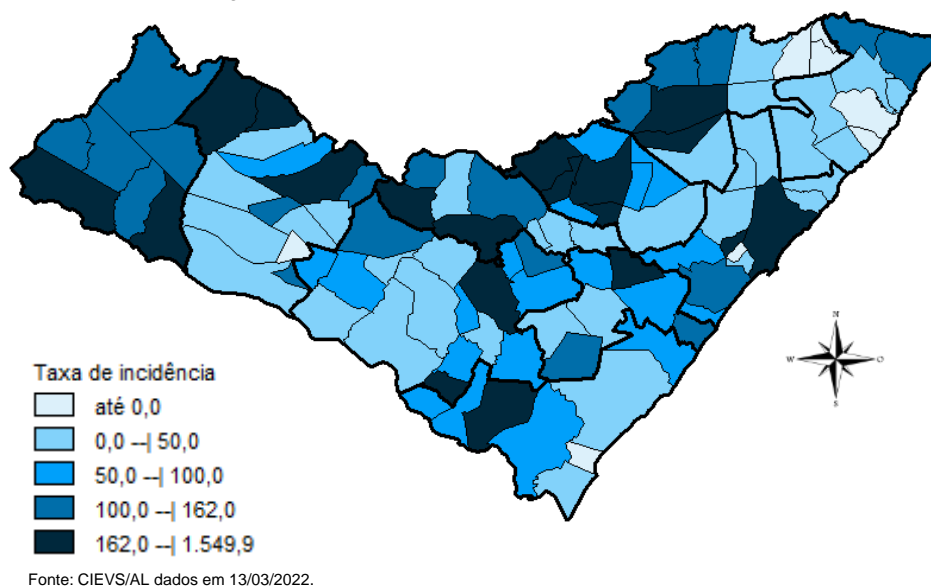 N
W
O
S
Taxa de incidência
até 0,0
0,0 --| 50,0
50,0 --| 100,0
100,0 --| 162,0
162,0 --| 1.549,9
Fonte: CIEVS/AL dados em 13/03/2022.